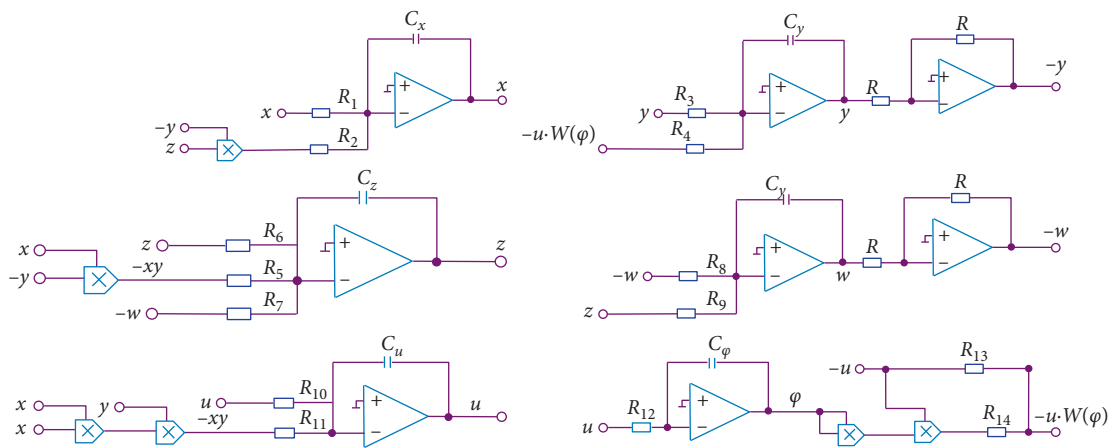 C_x
x
R_1
x
-y
z
×
R_2
+
−
C_y
y
R_3
R_4
-u·W(φ)
+
−
y
R
R
+
−
-y
C_z
x
-y
×
-xy
z
R_6
R_5
R_7
-w
+
−
z
C_y
-w
R_8
z
R_9
+
−
w
R
R
+
−
-w
C_u
x
x
×
y
×
-xy
u
R_10
R_11
+
−
u
C_φ
u
R_12
+
−
φ
×
×
-u
R_13
R_14
-u·W(φ)